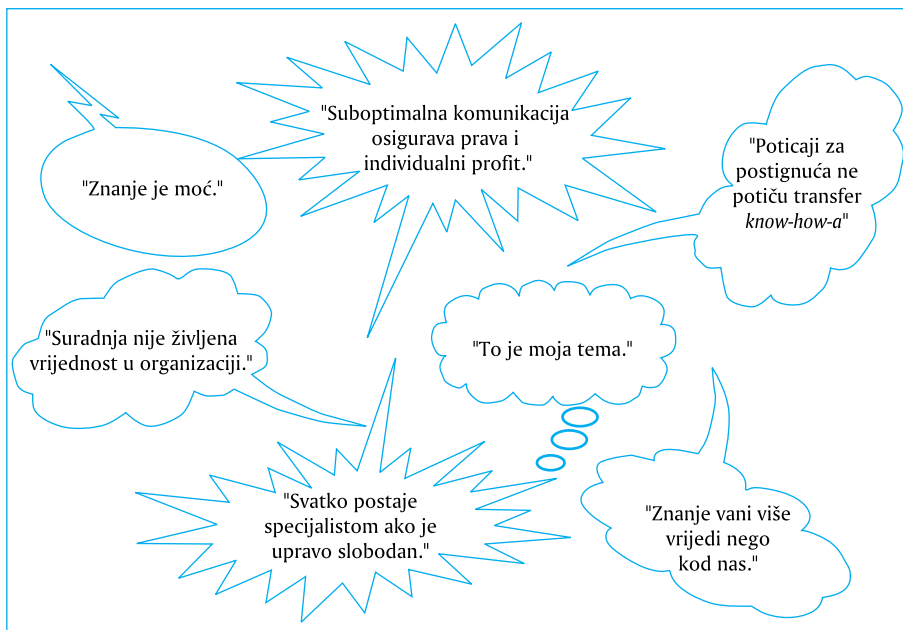 "Suboptimalna komunikacija
osigurava prava i
individualni profit."
"Znanje je moć."
"Poticaji za
postignuća ne
potiču transfer
know-how-a"
"Suradnja nije življena
vrijednost u organizaciji."
"To je moja tema."
"Svatko postaje
specijalistom ako je
upravo slobodan."
"Znanje vani više
vrijedi nego
kod nas."